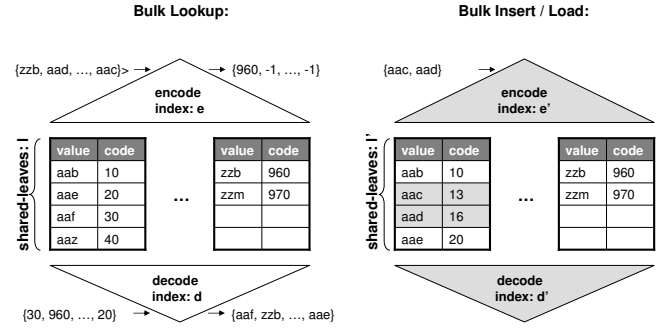 Bulk Lookup:
{zzb, aad, …, aac}>
{960, -1, …, -1}
encode
index: e
shared-leaves: l
value code
aab 10
aae 20
aaf 30
aaz 40
...
value code
zzb 960
zzm 970
decode
index: d
{30, 960, …, 20}
{aaf, zzb, …, aae}
Bulk Insert / Load:
{aac, aad}
encode
index: e’
shared-leaves: l’
value code
aab 10
aac 13
aad 16
aae 20
...
value code
zzb 960
zzm 970
decode
index: d’